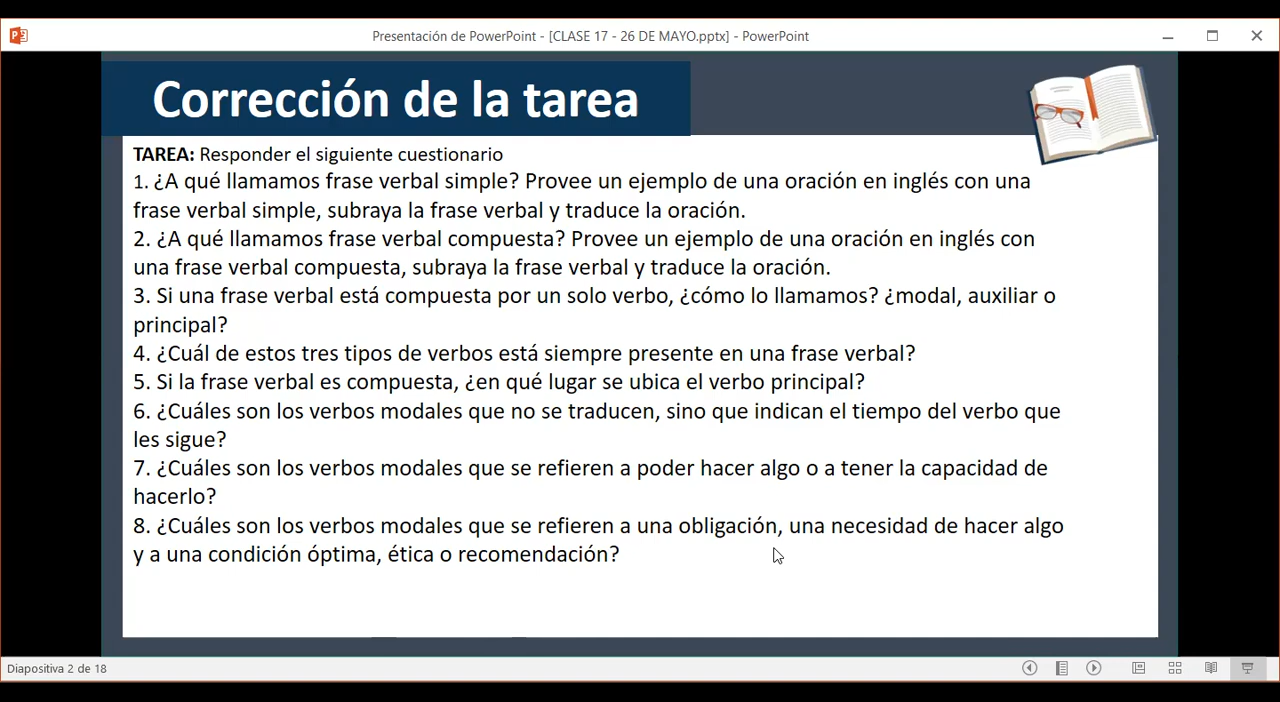 Presentación de PowerPoint - [CLASE 17 - 26 DE MAYO.pptx] - PowerPoint
Corrección de la tarea
TAREA: Responder el siguiente cuestionario
1. ¿A qué llamamos frase verbal simple? Provee un ejemplo de una oración en inglés con una
frase verbal simple, subraya la frase verbal y traduce la oración.
2. ¿A qué llamamos frase verbal compuesta? Provee un ejemplo de una oración en inglés con
una frase verbal compuesta, subraya la frase verbal y traduce la oración.
3. Si una frase verbal está compuesta por un solo verbo, ¿cómo lo llamamos? ¿modal, auxiliar o
principal?
4. ¿Cuál de estos tres tipos de verbos está siempre presente en una frase verbal?
5. Si la frase verbal es compuesta, ¿en qué lugar se ubica el verbo principal?
6. ¿Cuáles son los verbos modales que no se traducen, sino que indican el tiempo del verbo que
les sigue?
7. ¿Cuáles son los verbos modales que se refieren a poder hacer algo o a tener la capacidad de
hacerlo?
8. ¿Cuáles son los verbos modales que se refieren a una obligación, una necesidad de hacer algo
y a una condición óptima, ética o recomendación?
Diapositiva 2 de 18